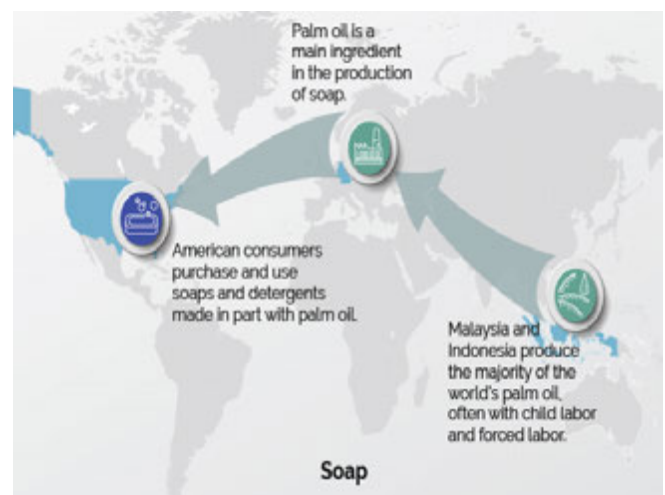 Palm oil is a
main ingredient
in the production
of soap.
American consumers
purchase and use
soaps and detergents
made in part with palm oil.
Malaysia and
Indonesia produce
the majority of the
world's palm oil,
often with child labor
and forced labor.
Soap